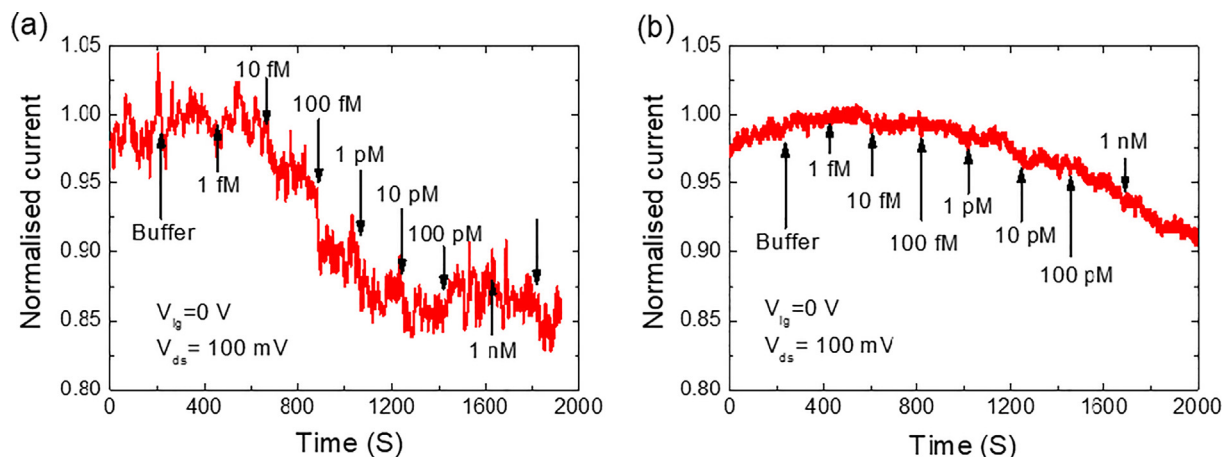 (a)
1.05
1.00
0.95
0.90
0.85
0.80
Normalised current
10 fM
100 fM
1 pM
1 fM
10 pM
Buffer
100 pM
V_lg=0 V
V_ds= 100 mV
1 nM
0
400
800
1200
1600
2000
Time (S)
(b)
1.05
1.00
0.95
0.90
0.85
0.80
Normalised current
1 nM
1 fM
10 fM
1 pM
Buffer
100 fM
10 pM
100 pM
V_lg=0 V
V_ds= 100 mV
0
400
800
1200
1600
2000
Time (S)